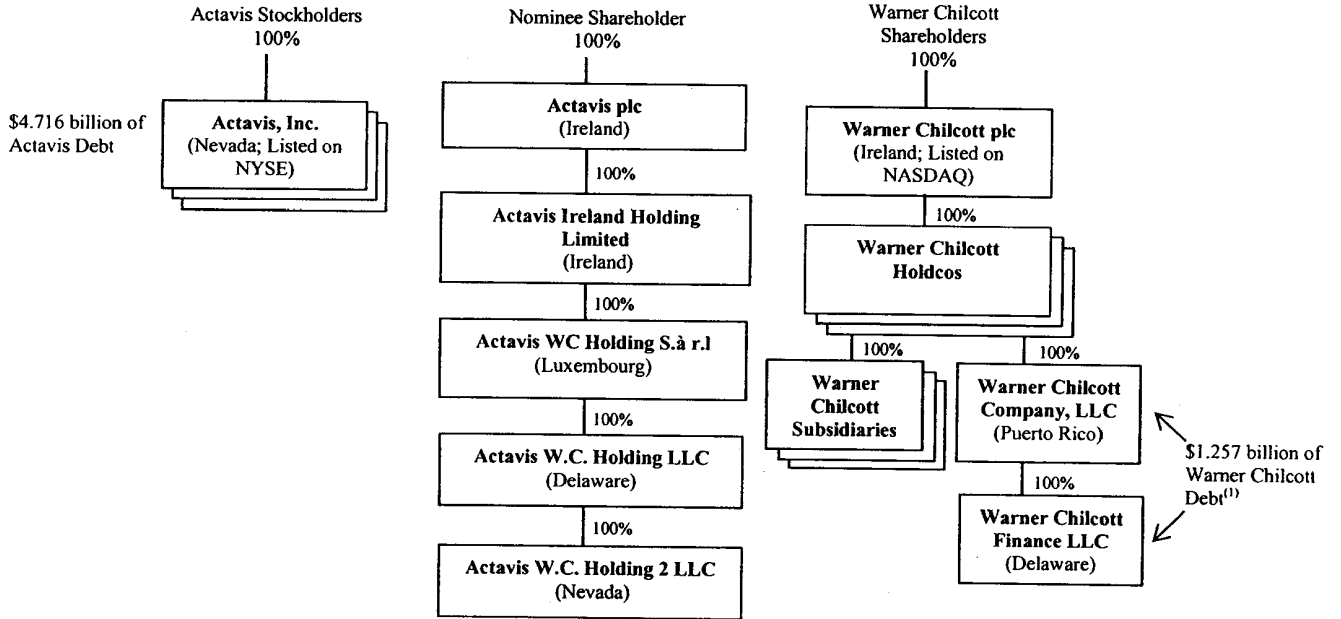 Actavis Stockholders
100%
$4.716 billion of
Actavis Debt
Actavis, Inc.
(Nevada; Listed on
NYSE)
Nominee Shareholder
100%
Actavis plc
(Ireland)
100%
Actavis Ireland Holding
Limited
(Ireland)
100%
Actavis WC Holding S.à r.l
(Luxembourg)
100%
Actavis W.C. Holding LLC
(Delaware)
100%
Actavis W.C. Holding 2 LLC
(Nevada)
Warner Chilcott
Shareholders
100%
Warner Chilcott plc
(Ireland; Listed on
NASDAQ)
100%
Warner Chilcott
Holdcos
100%
Warner
Chilcott
Subsidiaries
100%
Warner Chilcott
Company, LLC
(Puerto Rico)
100%
Warner Chilcott
Finance LLC
(Delaware)
$1.257 billion of
Warner Chilcott
Debt(1)